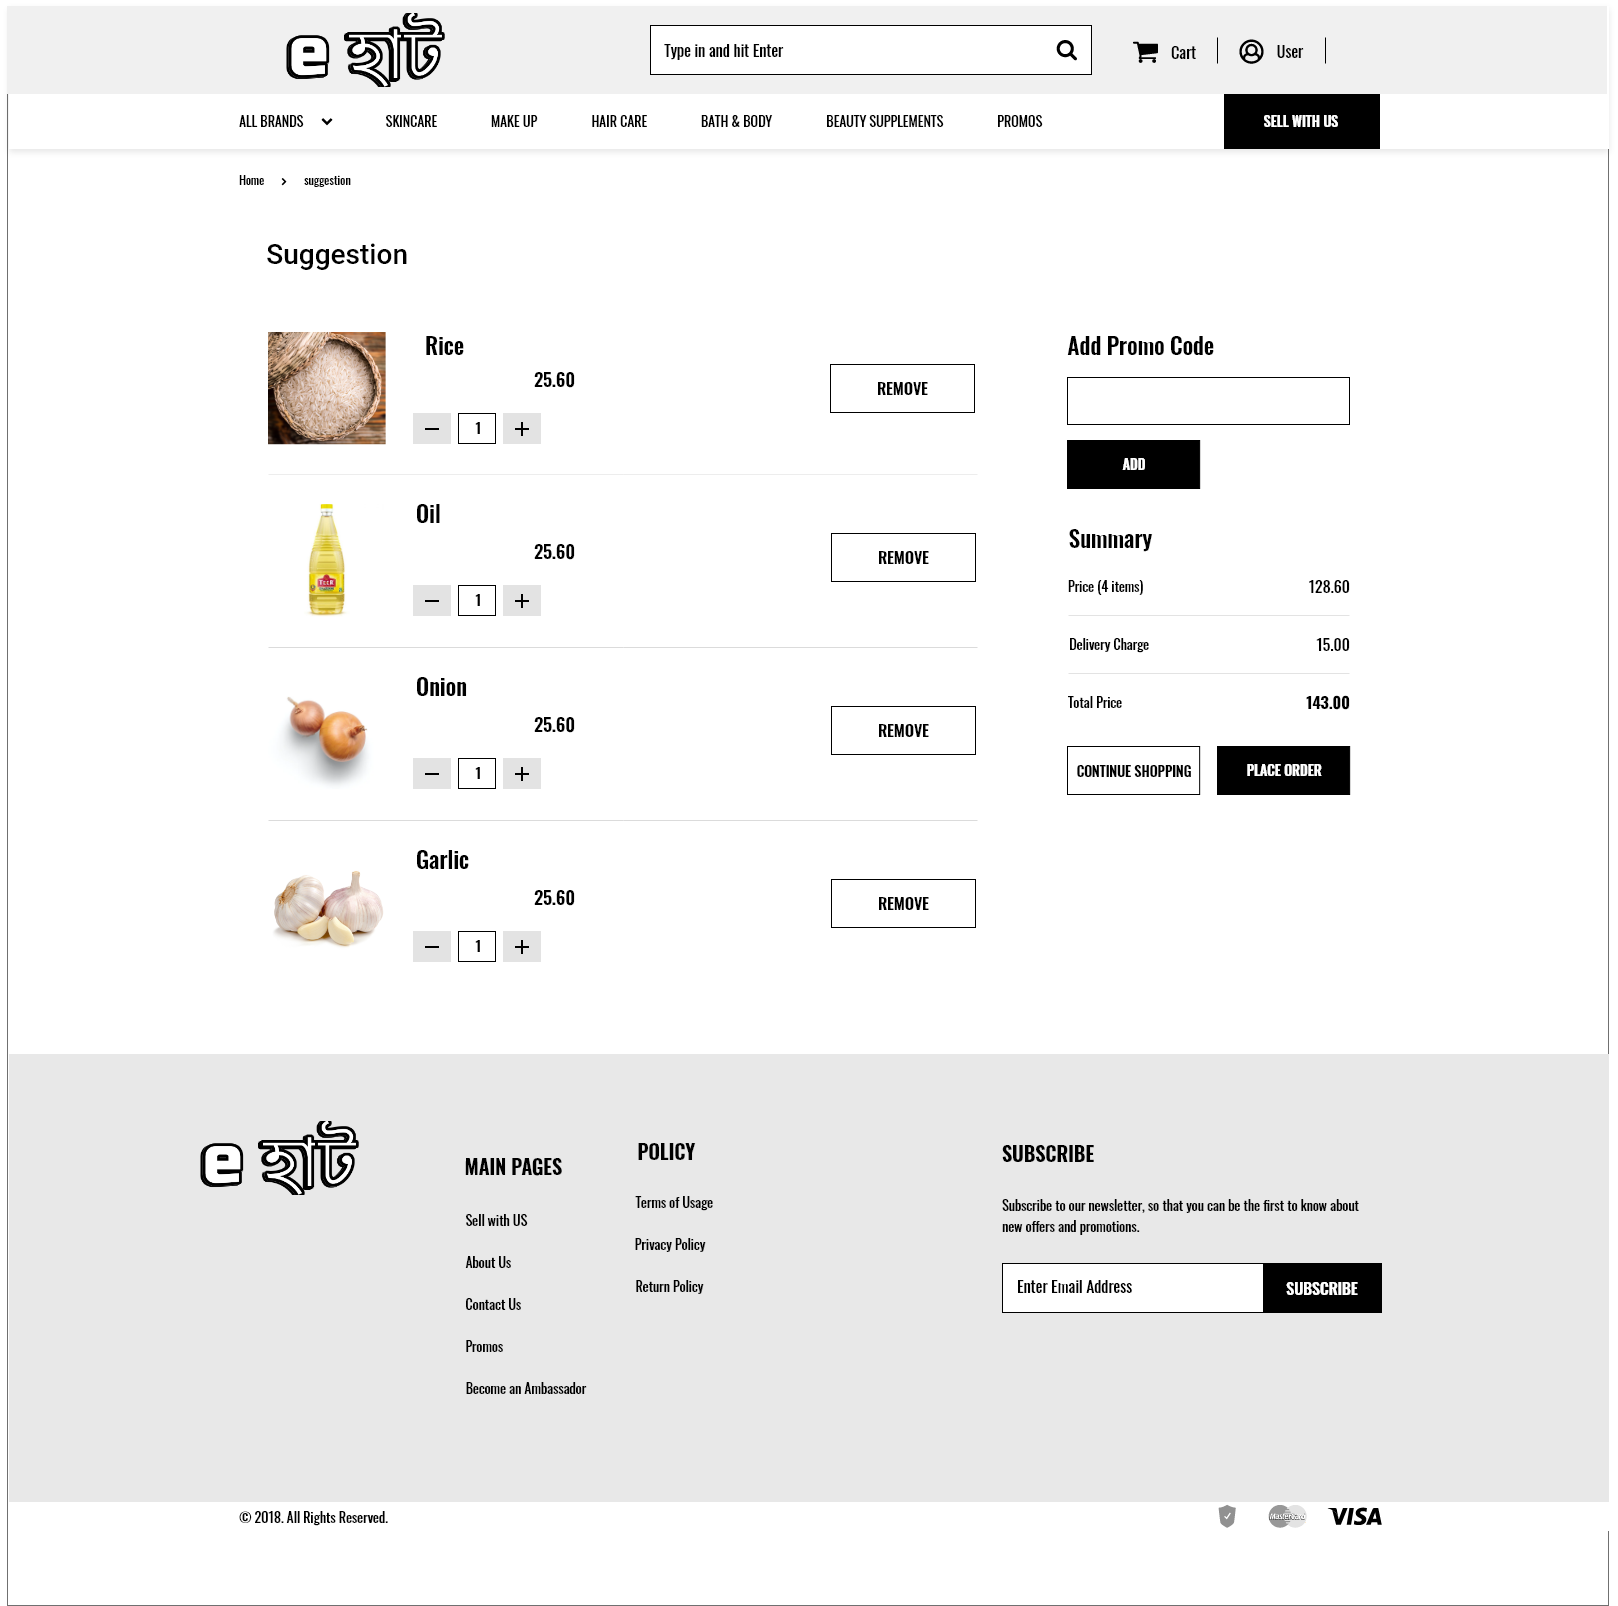 e হাট
Type in and hit Enter
Cart
User
ALL BRANDS
SKINCARE
MAKE UP
HAIR CARE
BATH & BODY
BEAUTY SUPPLEMENTS
PROMOS
SELL WITH US
Home
suggestion
Suggestion
Rice
25.60
1
REMOVE
Oil
25.60
1
REMOVE
Onion
25.60
1
REMOVE
Garlic
25.60
1
REMOVE
Add Promo Code
ADD
Summary
Price (4 items) 128.60
Delivery Charge 15.00
Total Price 143.00
CONTINUE SHOPPING
PLACE ORDER
e হাট
MAIN PAGES
Sell with US
About Us
Contact Us
Promos
Become an Ambassador
POLICY
Terms of Usage
Privacy Policy
Return Policy
SUBSCRIBE
Subscribe to our newsletter, so that you can be the first to know about
new offers and promotions.
Enter Email Address
SUBSCRIBE
© 2018. All Rights Reserved.
MasterCard
VISA